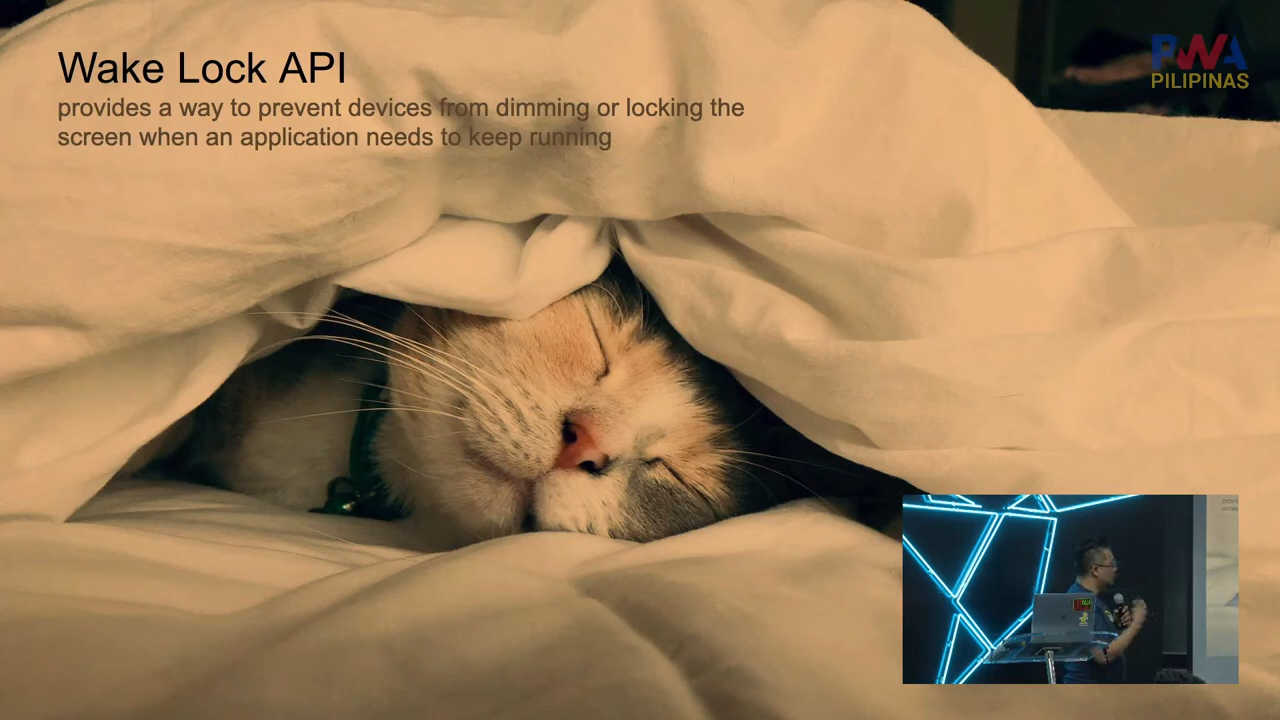 Wake Lock API
provides a way to prevent devices from dimming or locking the
screen when an application needs to keep running
PWA
PILIPINAS